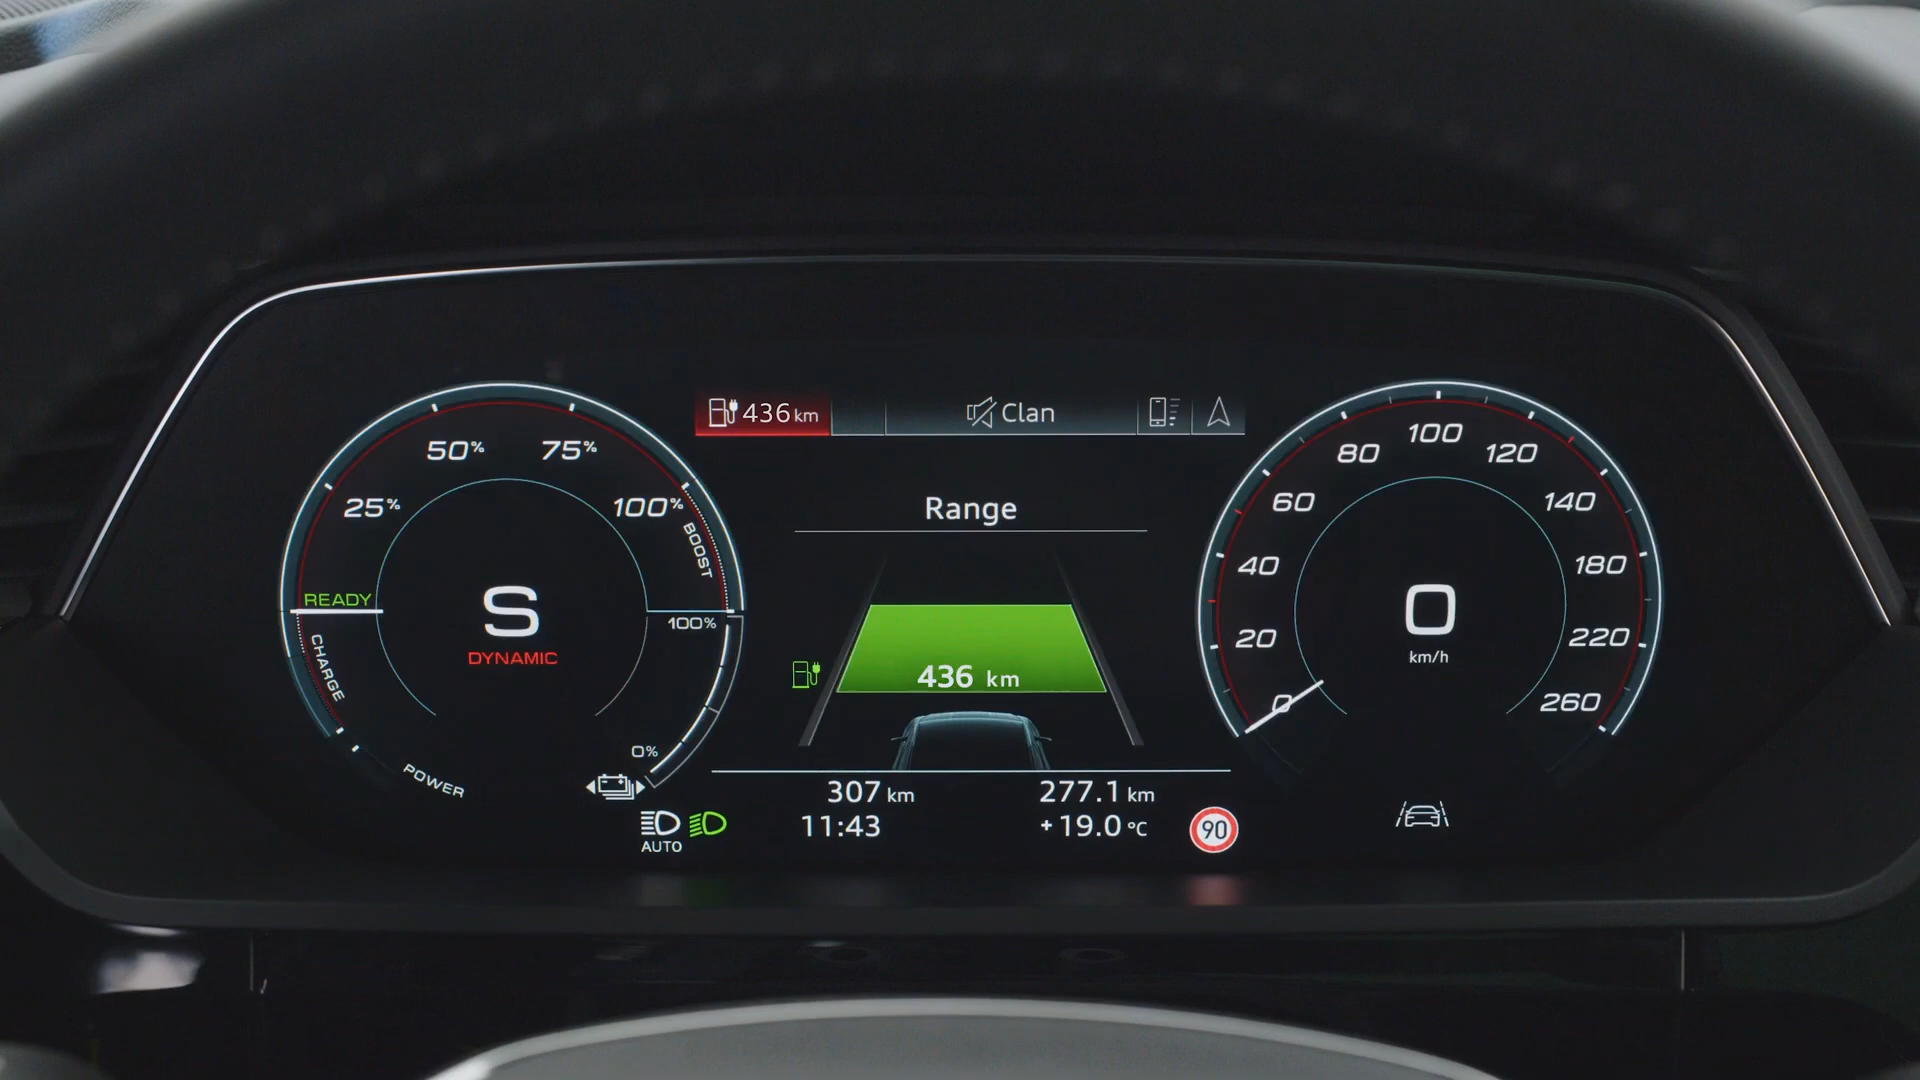 436 km
Clan
50%
75%
25%
100%
BOOST
READY
CHARGE
S
DYNAMIC
100%
0%
POWER
Range
436 km
0
20
40
60
80
100
120
140
180
220
260
0
km/h
307 km
277.1 km
AUTO
11:43
+19.0 °C
90